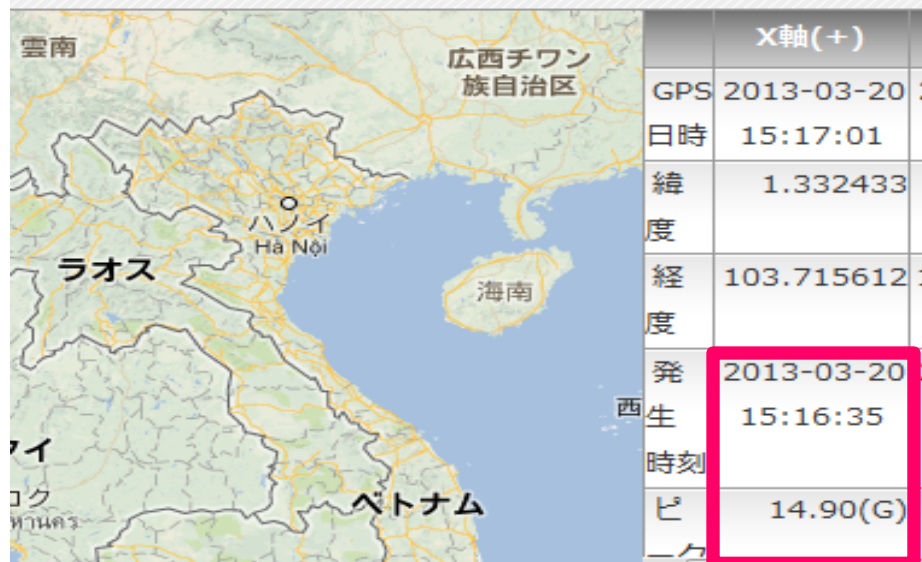 雲南
広西チワン
族自治区
ハノイ
Hà Nội
ラオス
海南
西
イ
コク
ベトナム
X軸(+)
GPS
日時
2013-03-20
15:17:01
緯
度
1.332433
経
度
103.715612
発
生
時刻
2013-03-20
15:16:35
ピ
ーク
14.90(G)